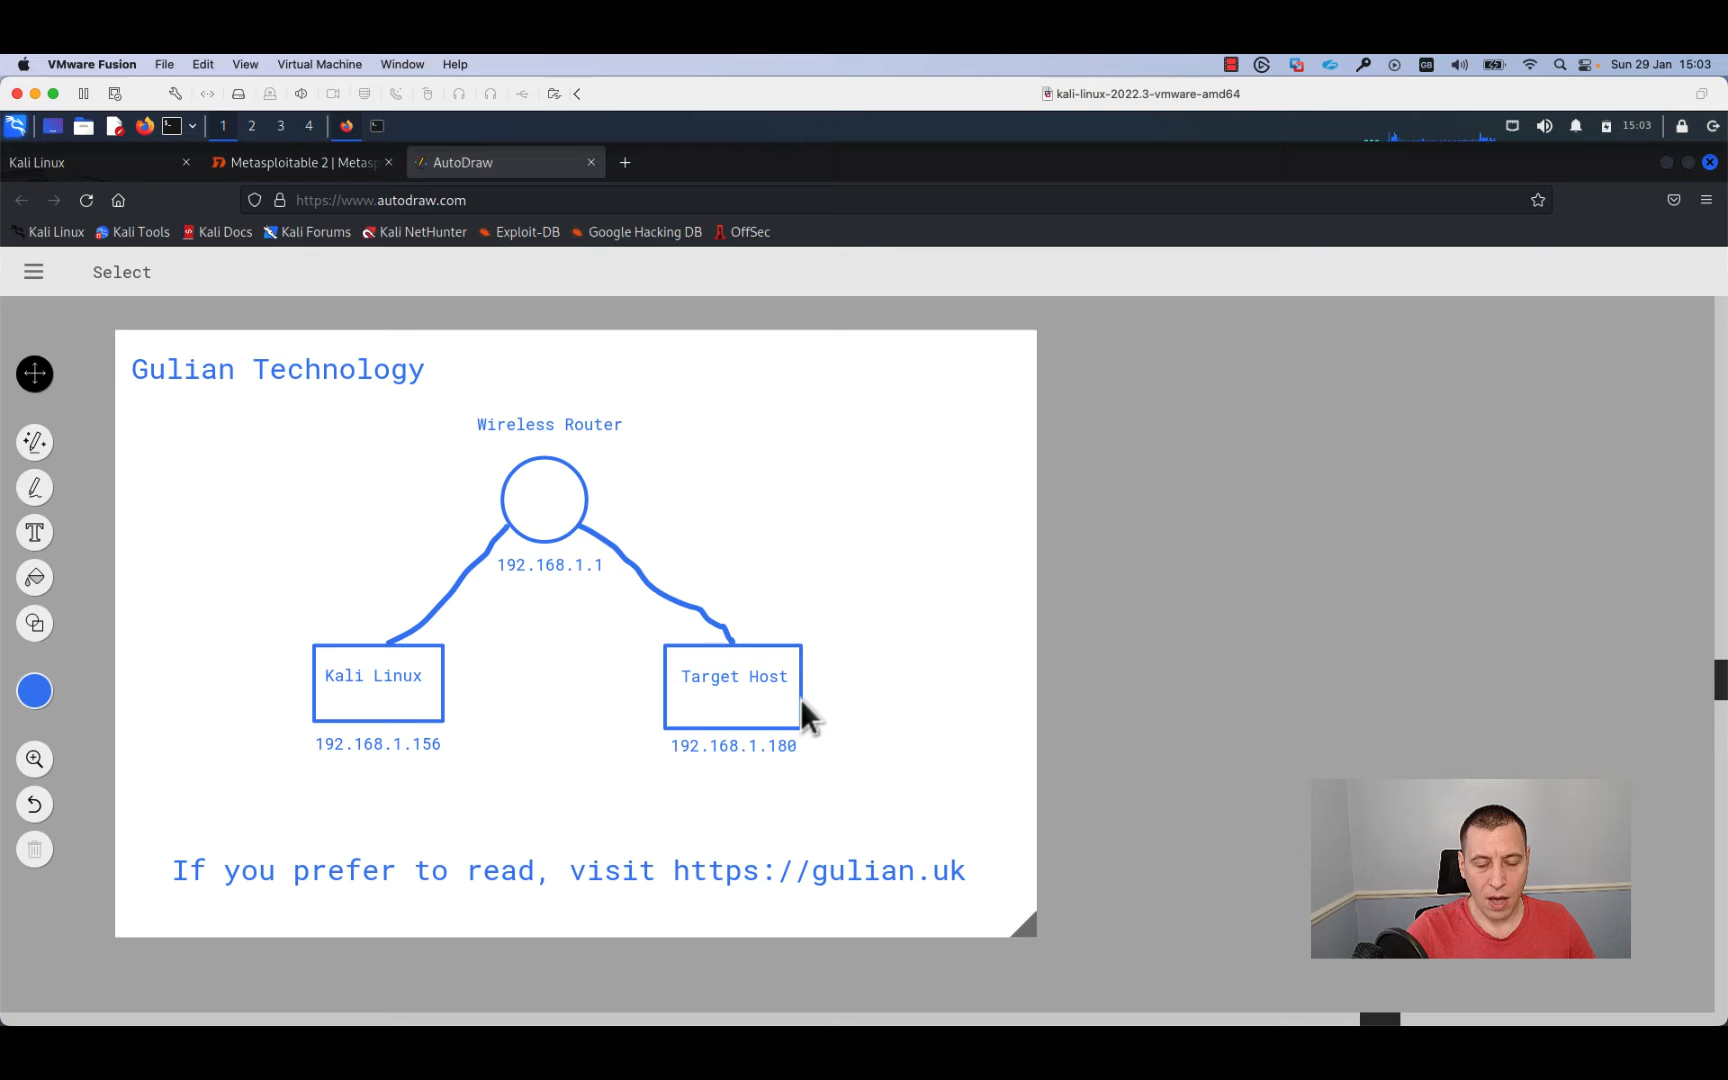 VMware Fusion File Edit View Virtual Machine Window Help GB Sun 29 Jan 15:03
kali-linux-2022.3-vmware-amd64
1 2 3 4 15:03
Kali Linux Metasploitable 2 | Metasp AutoDraw
https://www.autodraw.com
Kali Linux Kali Tools Kali Docs Kali Forums Kali NetHunter Exploit-DB Google Hacking DB OffSec
Select
Gulian Technology
Wireless Router
192.168.1.1
Kali Linux Target Host
192.168.1.156 192.168.1.180
If you prefer to read, visit https://gulian.uk